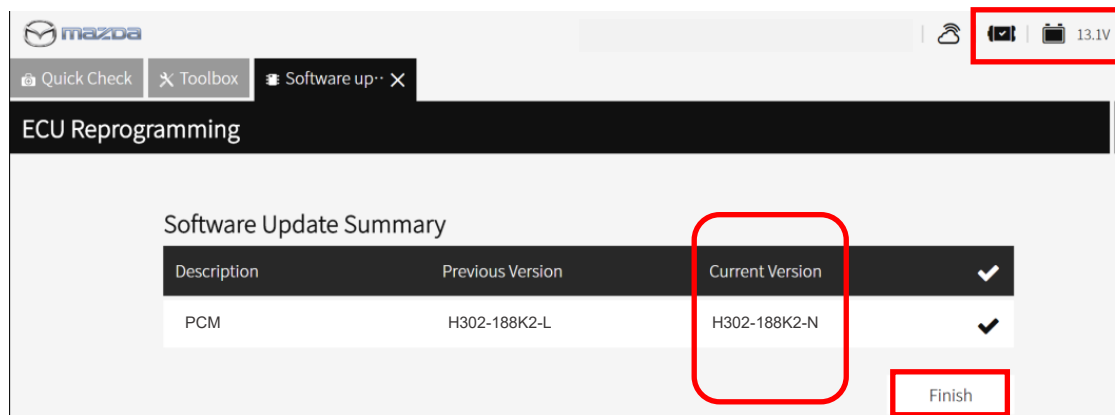 mazda
13.1V
Quick Check Toolbox Software up··
ECU Reprogramming
Software Update Summary
Description Previous Version Current Version
PCM H302-188K2-L H302-188K2-N
Finish